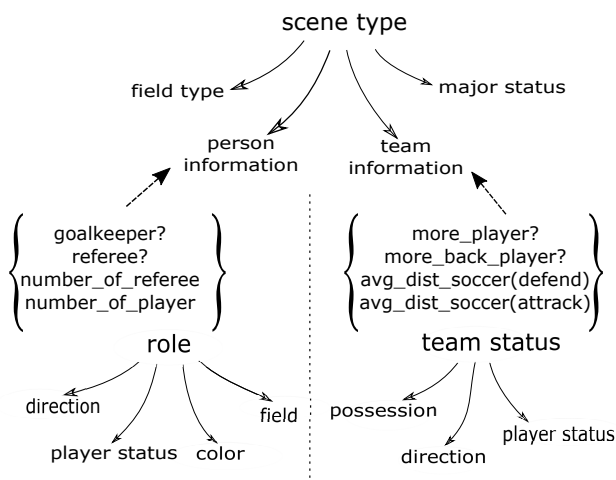 scene type
field type
major status
person
information
team
information
goalkeeper?
referee?
number_of_referee
number_of_player
more_player?
more_back_player?
avg_dist_soccer(defend)
avg_dist_soccer(attrack)
role
team status
direction
player status
color
field
possession
direction
player status